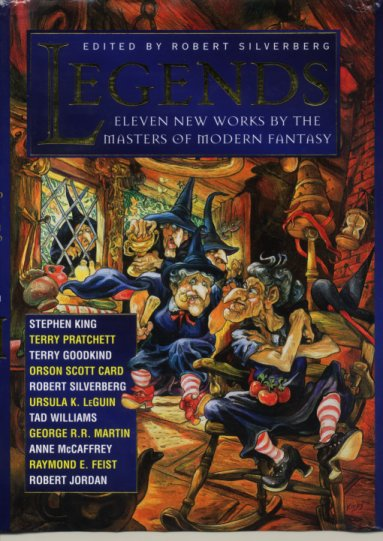 EDITED BY ROBERT SILVERBERG
LEGENDS
ELEVEN NEW WORKS BY THE
MASTERS OF MODERN FANTASY
STEPHEN KING
TERRY PRATCHETT
TERRY GOODKIND
ORSON SCOTT CARD
ROBERT SILVERBERG
URSULA K. LeGUIN
TAD WILLIAMS
GEORGE R.R. MARTIN
ANNE McCAFFREY
RAYMOND E. FEIST
ROBERT JORDAN